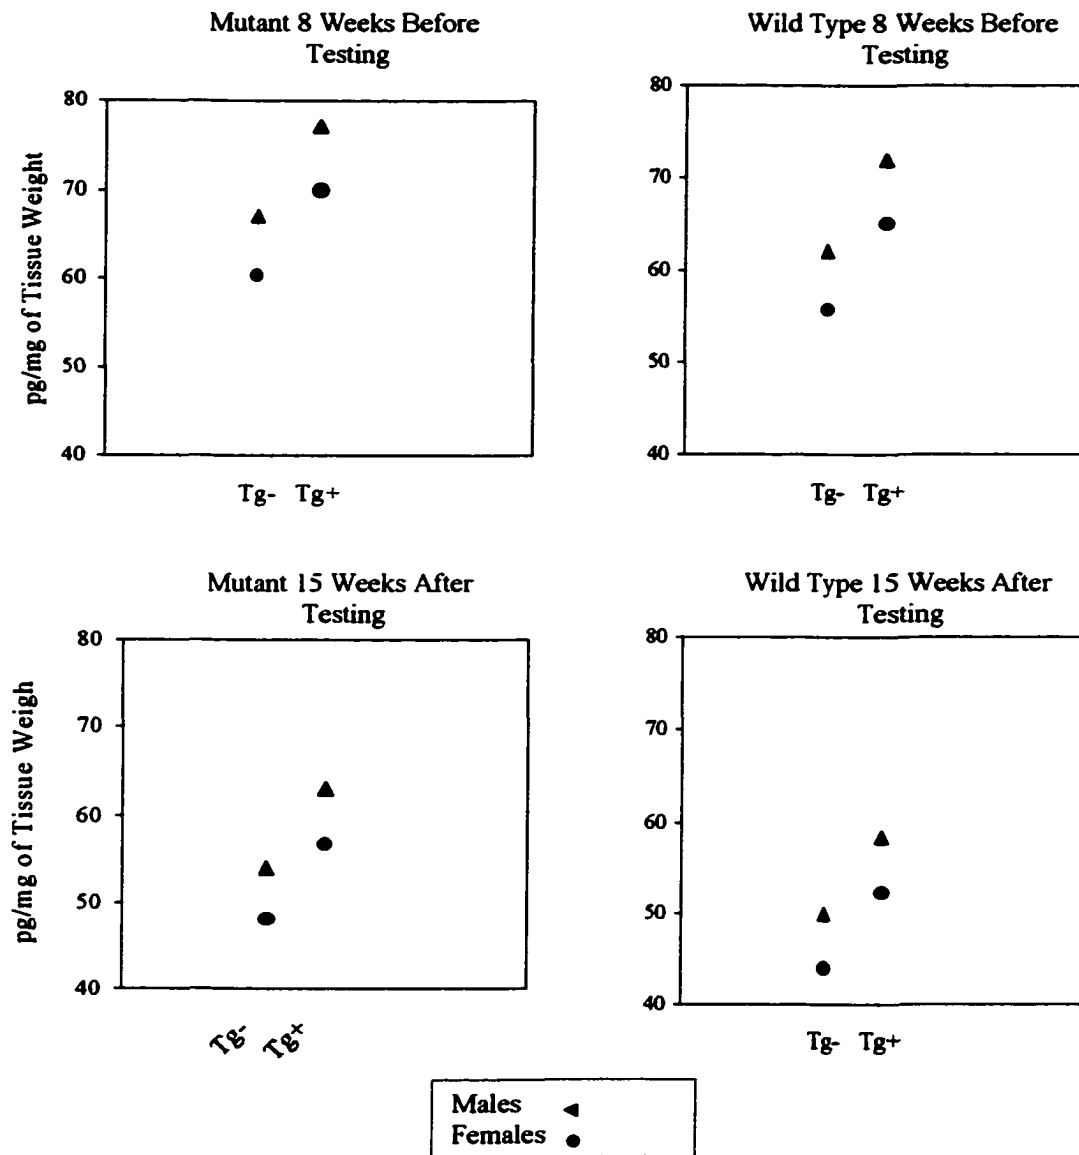 Mutant 8 Weeks Before
Testing
pg/mg of Tissue Weight
80
70
60
50
40
Tg- Tg+
Wild Type 8 Weeks Before
Testing
80
70
60
50
40
Tg- Tg+
Mutant 15 Weeks After
Testing
pg/mg of Tissue Weigh
80
70
60
50
40
Tg- Tg+
Wild Type 15 Weeks After
Testing
80
70
60
50
40
Tg- Tg+
Males
Females